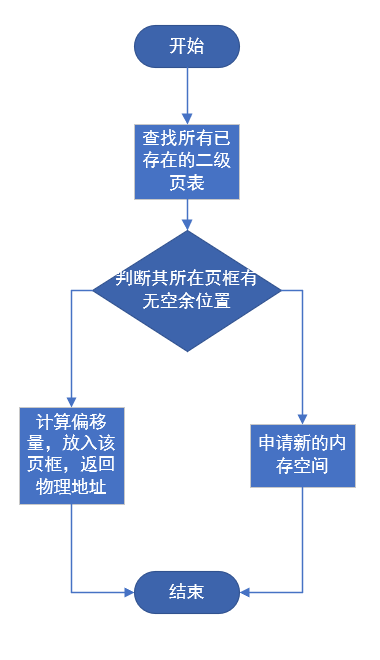 开始
查找所有已
存在的二级
页表
判断其所在页框有
无空余位置
计算偏移
量，放入该
页框，返回
物理地址
申请新的内
存空间
结束